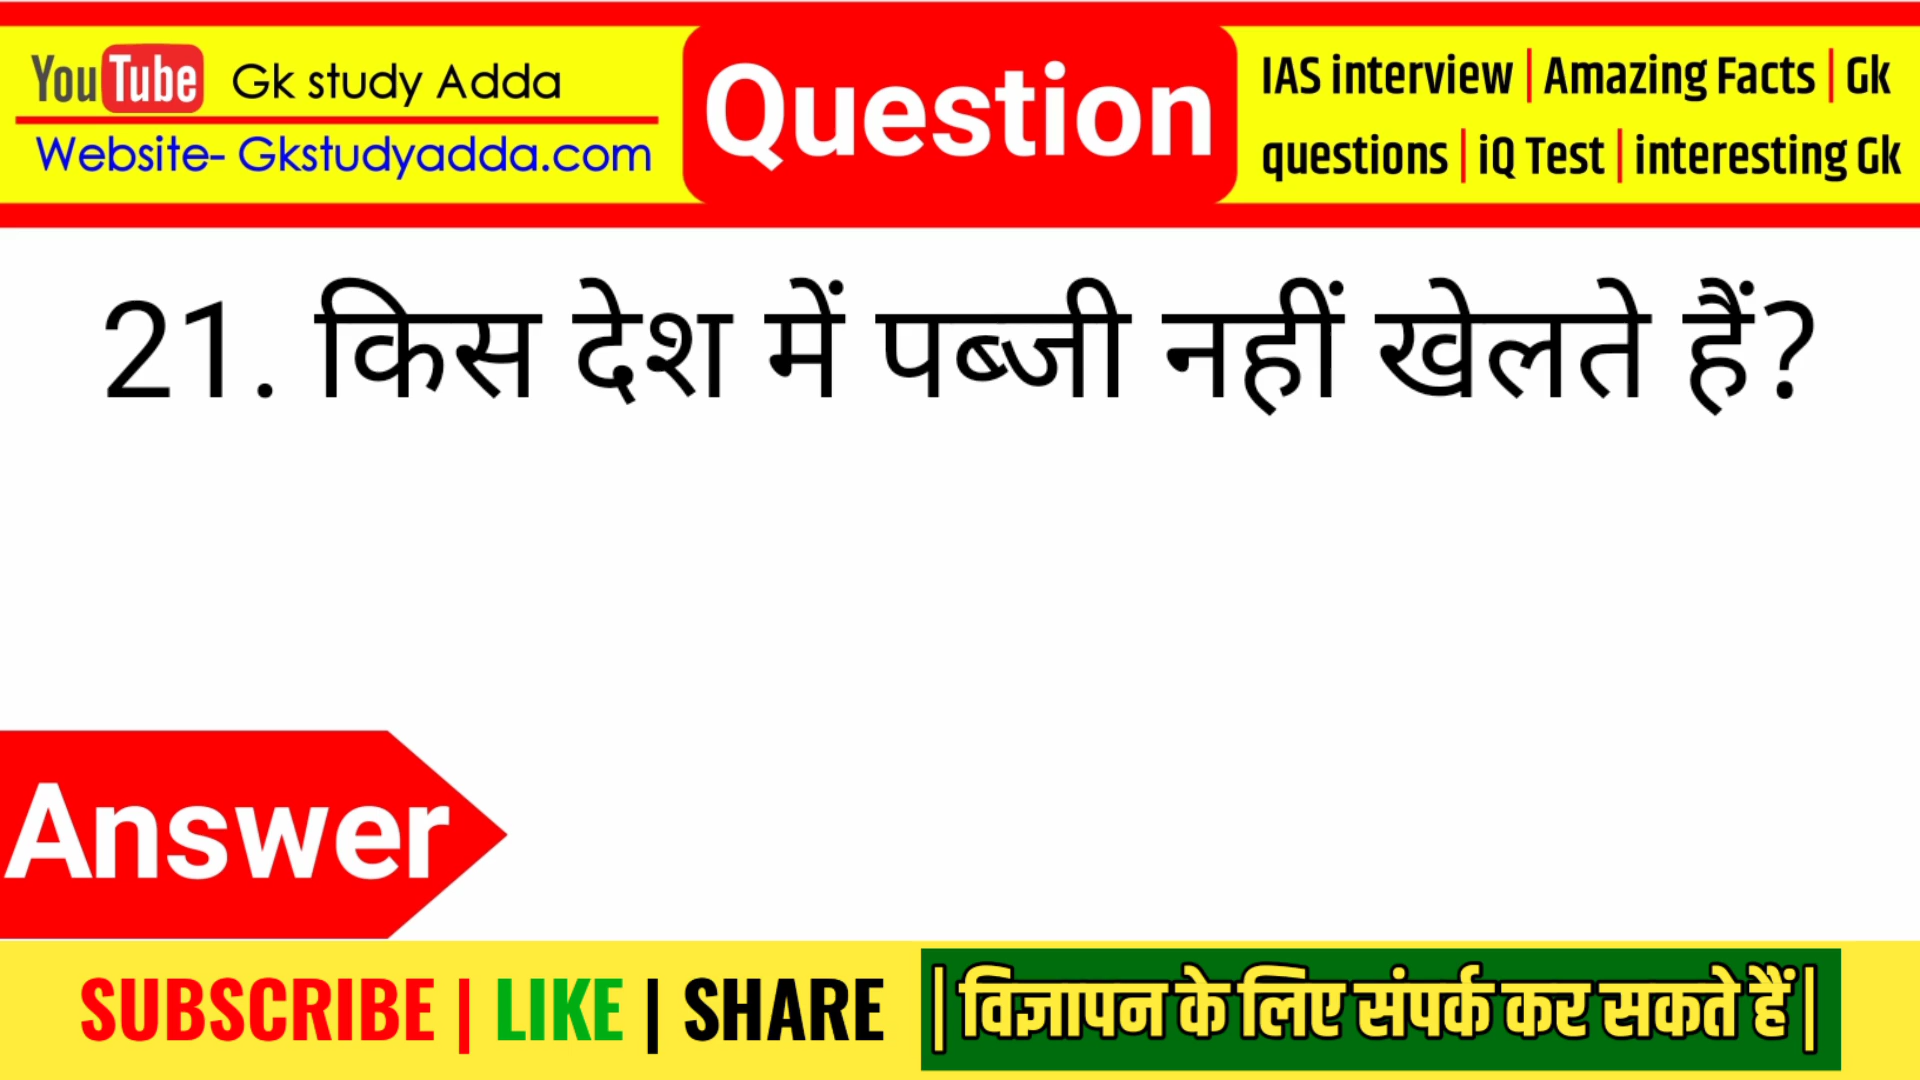 YouTube Gk study Adda
Website- Gkstudyadda.com
Question
IAS interview | Amazing Facts | Gk
questions | iQ Test | interesting Gk
21. किस देश में पब्जी नहीं खेलते हैं?
Answer
SUBSCRIBE | LIKE | SHARE
| विज्ञापन के लिए संपर्क कर सकते हैं |